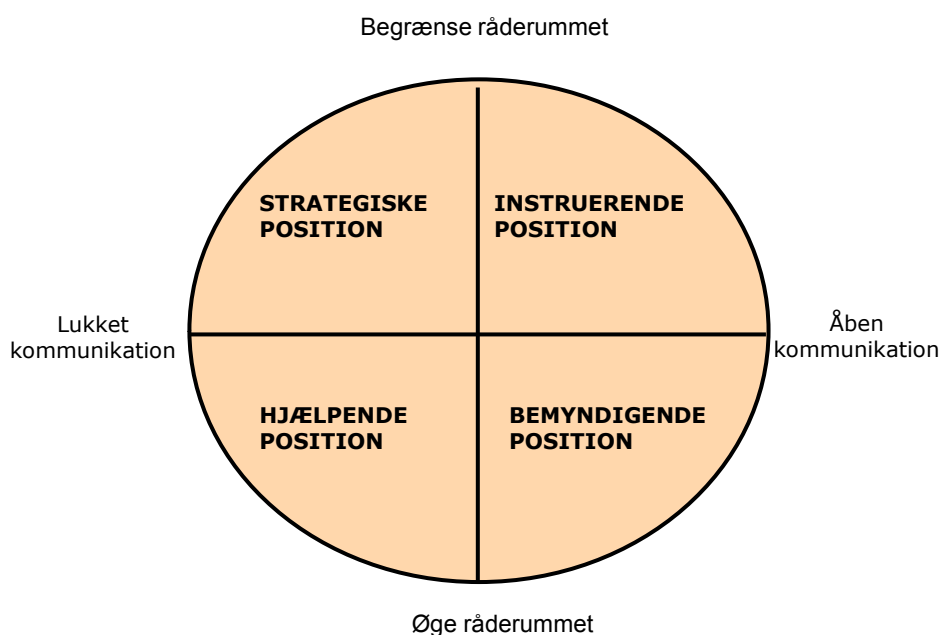 Begrænse råderummet
STRATEGISKE
POSITION
INSTRUERENDE
POSITION
Lukket
kommunikation
Åben
kommunikation
HJÆLPENDE
POSITION
BEMYNDIGENDE
POSITION
Øge råderummet